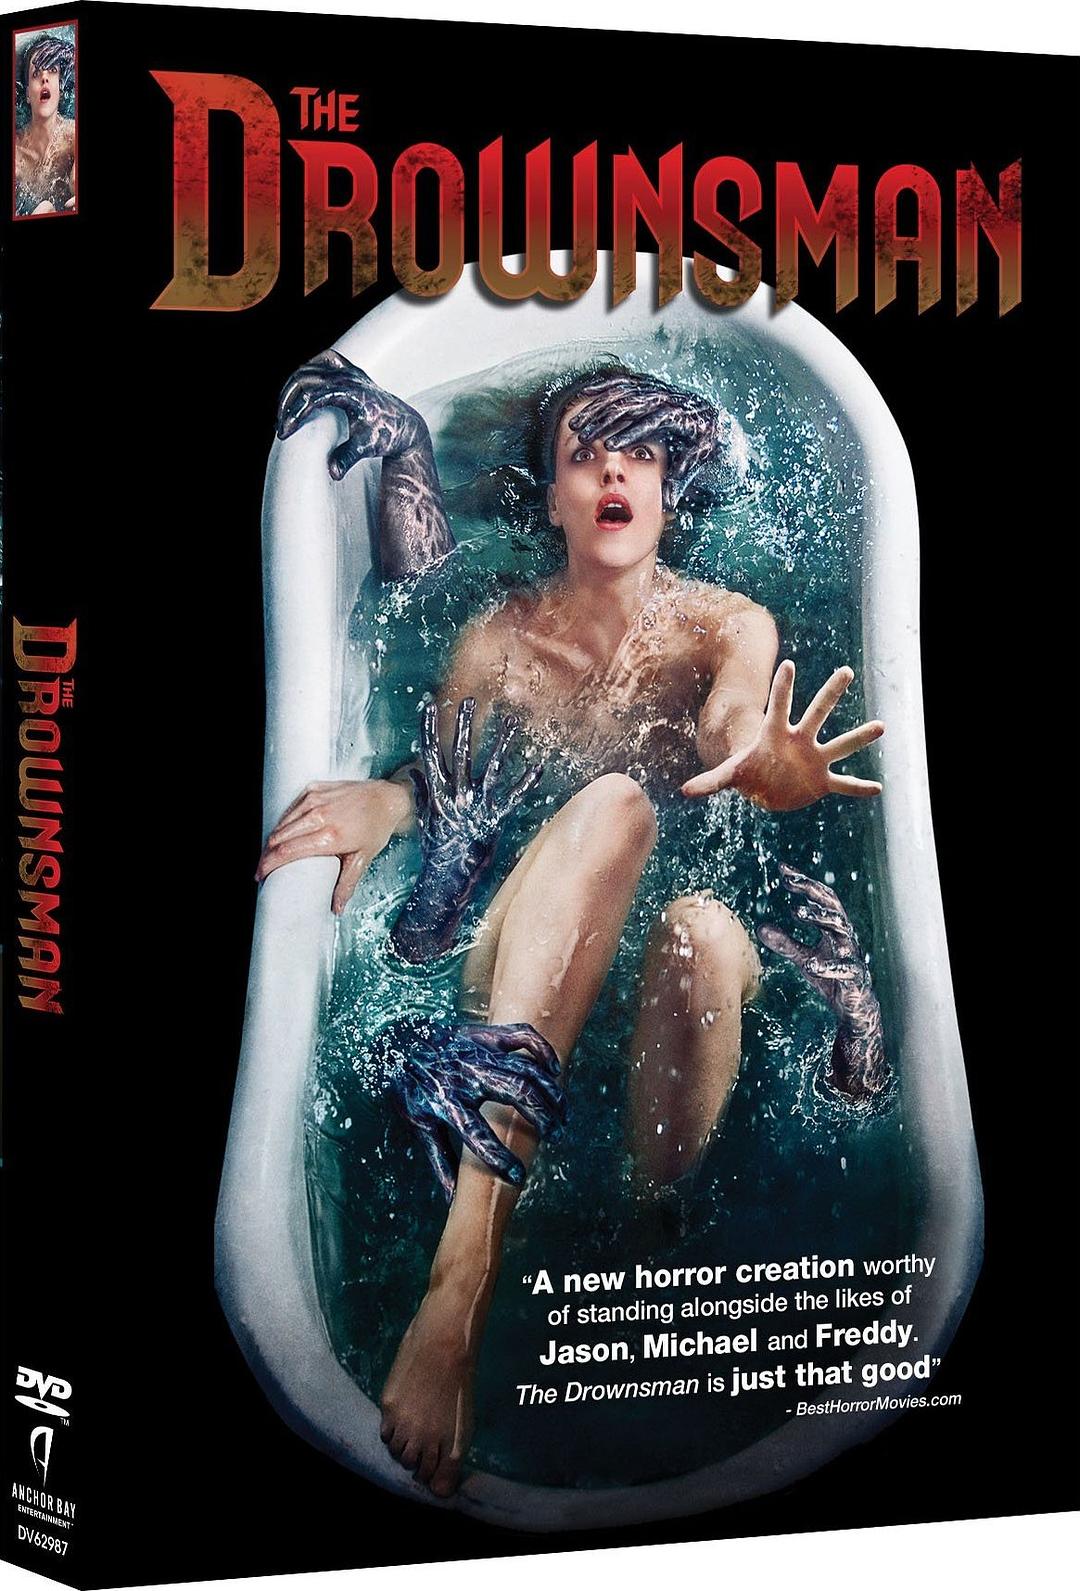 THE
DROWNSMAN
"A new horror creation worthy
of standing alongside the likes of
Jason, Michael and Freddy.
The Drownsman is just that good"
- BestHorrorMovies.com
THE
DROWNSMAN
DVD
TM
ANCHOR BAY
ENTERTAINMENT
DV62987